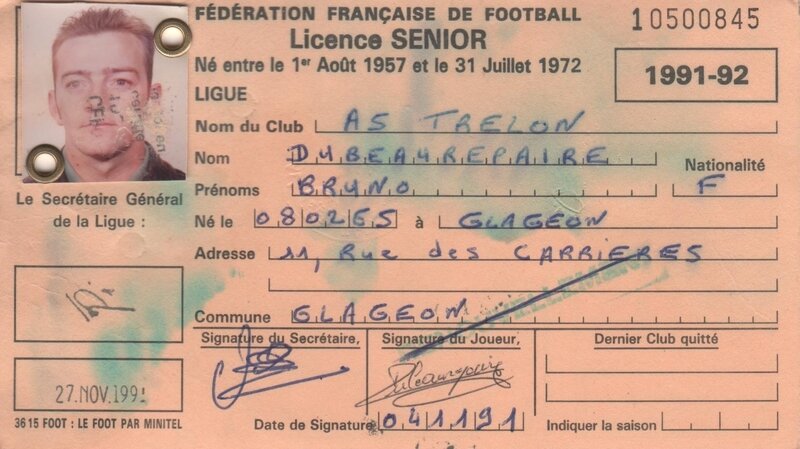 FÉDÉRATION FRANÇAISE DE FOOTBALL
10500845
Licence SENIOR
Né entre le 1er Août 1957 et le 31 Juillet 1972
1991-92
LIGUE
Nom du Club AS TRELON
Nom DUBEAUREPAIRE
Nationalité F
Prénoms BRUNO
Le Secrétaire Général
de la Ligue :
Né le 080265 à GLAGEON
Adresse 11, Rue des CARRIERES
Commune GLAGEON
Signature du Secrétaire,
Signature du Joueur,
Dernier Club quitté
27. NOV. 1991
3615 FOOT : LE FOOT PAR MINITEL
Date de Signature 041191
Indiquer la saison